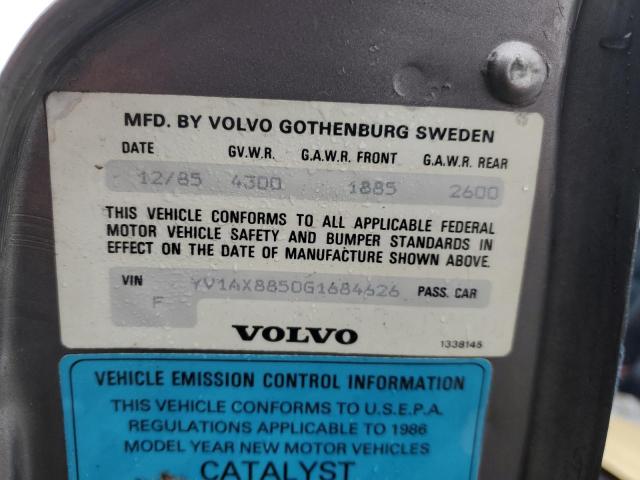 MFD. BY VOLVO GOTHENBURG SWEDEN
DATE GV.W.R. G.A.W.R. FRONT G.A.W.R. REAR
12/85 4300 1885 2600
THIS VEHICLE CONFORMS TO ALL APPLICABLE FEDERAL
MOTOR VEHICLE SAFETY AND BUMPER STANDARDS IN
EFFECT ON THE DATE OF MANUFACTURE SHOWN ABOVE.
VIN YV1AX8850G1684626 PASS. CAR
F
VOLVO
1338145
VEHICLE EMISSION CONTROL INFORMATION
THIS VEHICLE CONFORMS TO U.S.E.P.A.
REGULATIONS APPLICABLE TO 1986
MODEL YEAR NEW MOTOR VEHICLES
CATALYST